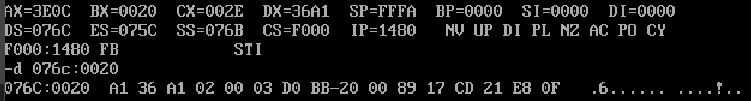 AX=3E0C  BX=0020  CX=002E  DX=36A1  SP=FFFA  BP=0000  SI=0000  DI=0000
DS=076C  ES=075C  SS=076B  CS=F000  IP=1480   NV UP DI PL NZ AC PO CY
F000:1480 FB            STI
-d 076c:0020
076C:0020  A1 36 A1 02 00 03 D0 BB-20 00 89 17 CD 21 E8 0F   .6...... ....!..